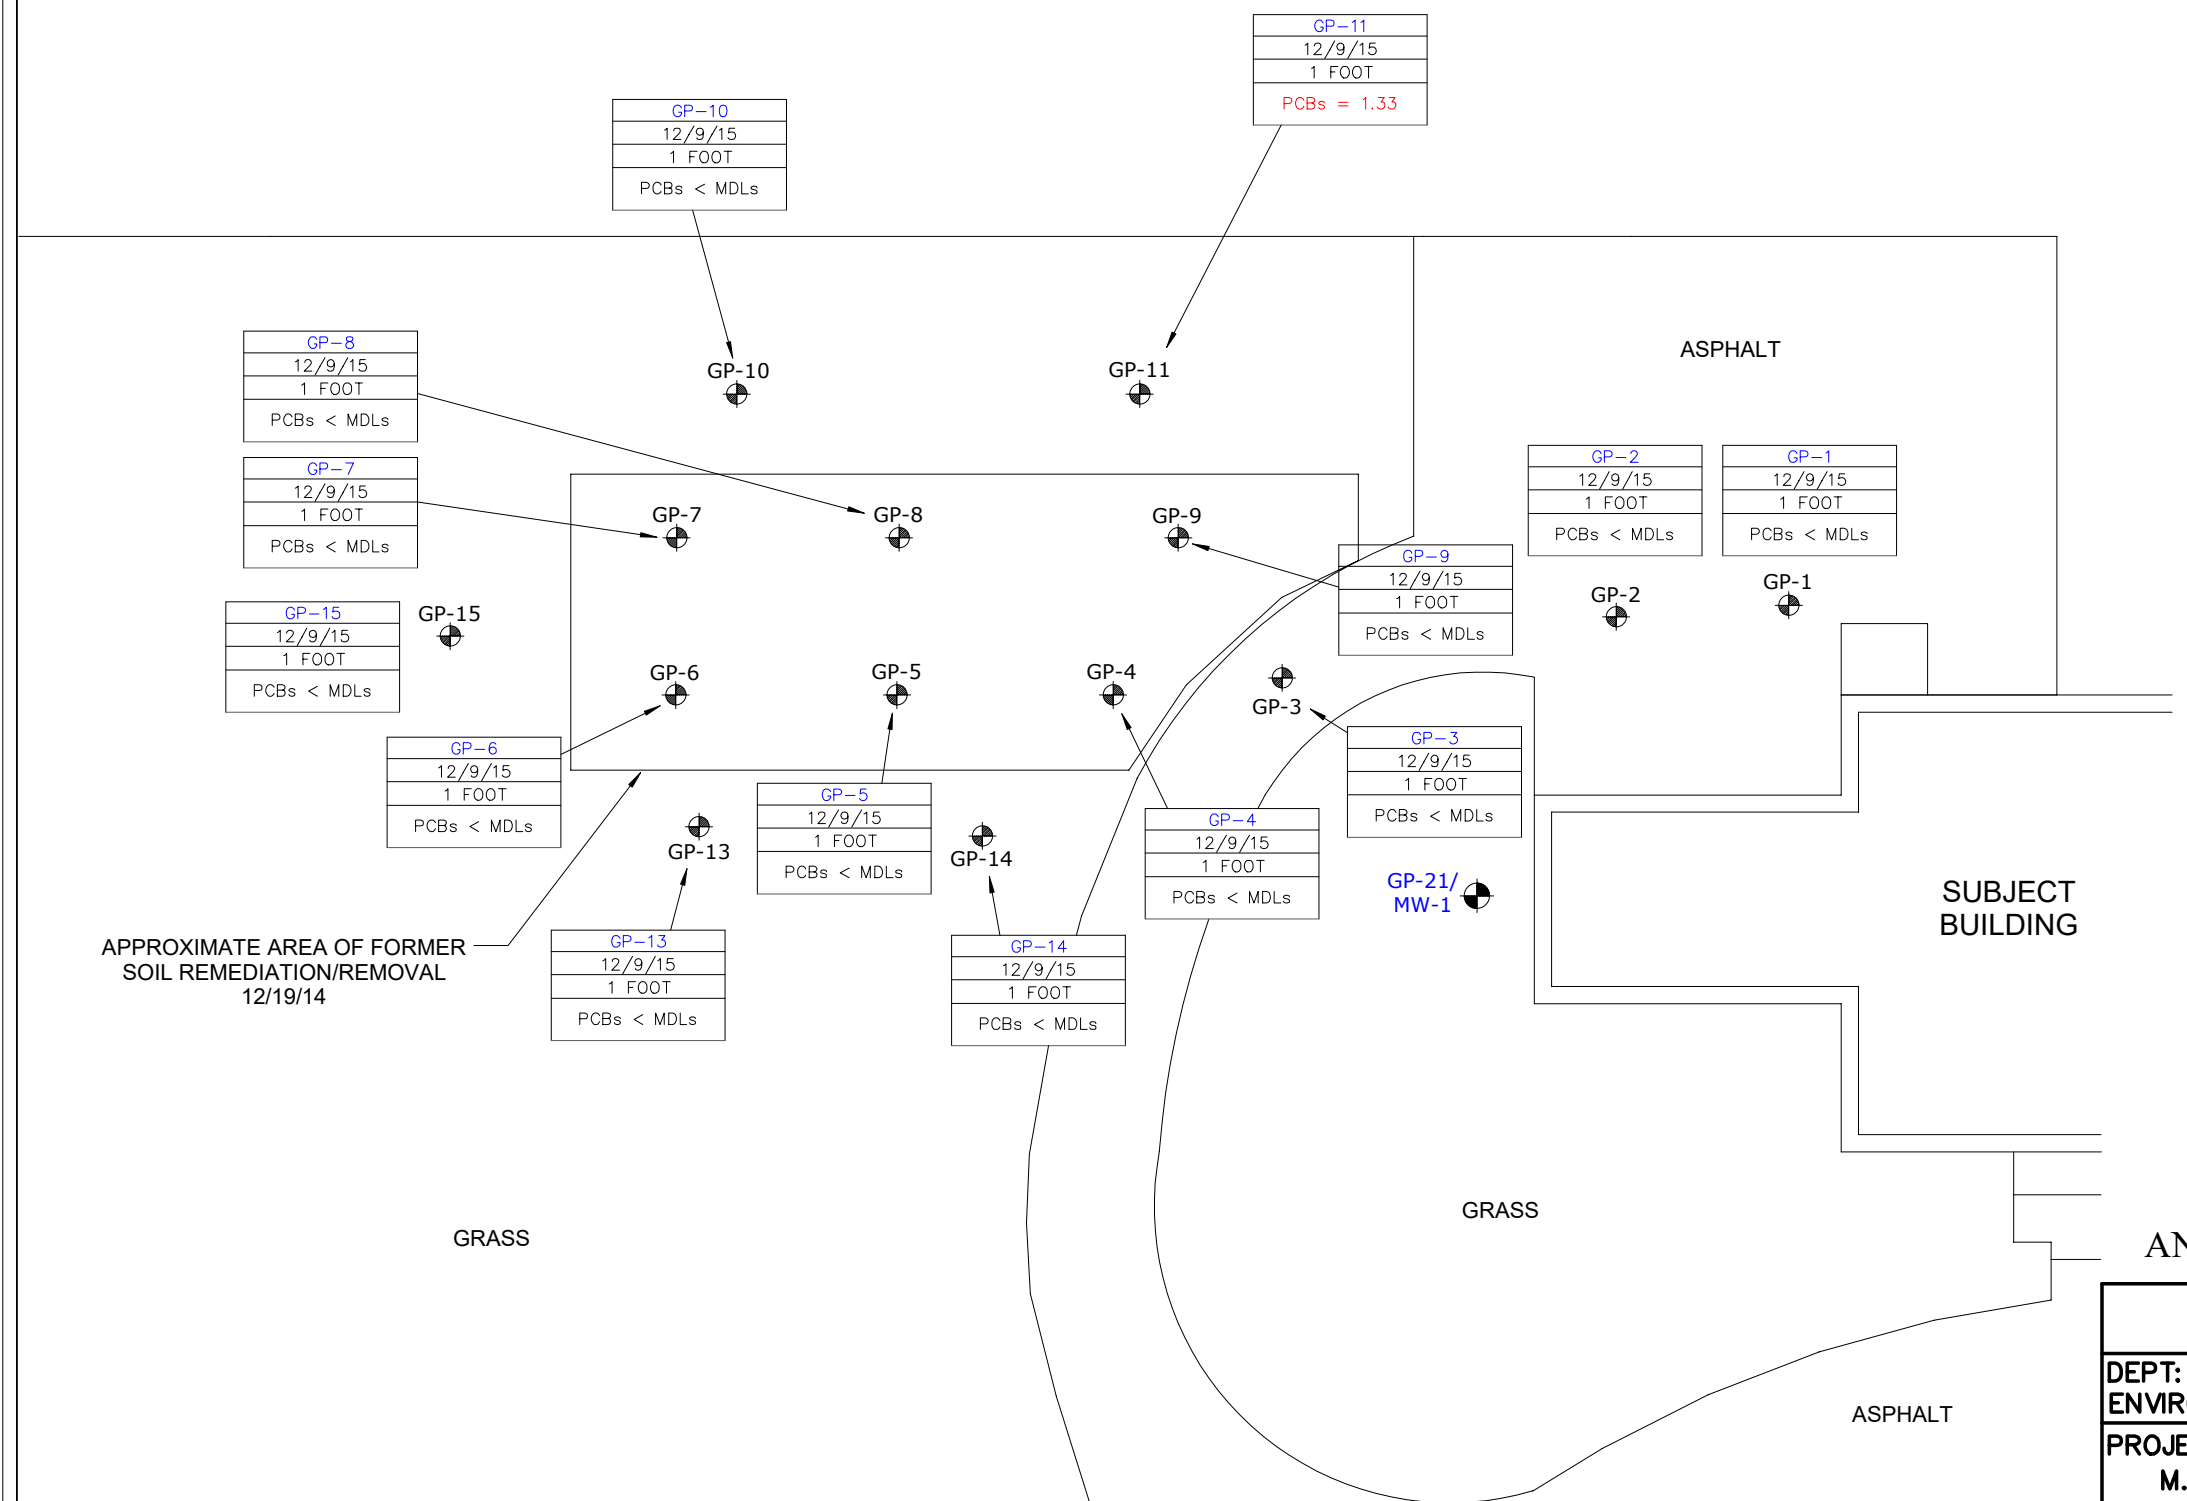 GP-11
12/9/15
1 FOOT
PCBs = 1.33
GP-10
12/9/15
1 FOOT
PCBs < MDLs
GP-8
12/9/15
1 FOOT
PCBs < MDLs
GP-10
GP-11
ASPHALT
GP-7
12/9/15
1 FOOT
PCBs < MDLs
GP-2
12/9/15
1 FOOT
PCBs < MDLs
GP-1
12/9/15
1 FOOT
PCBs < MDLs
GP-7
GP-8
GP-9
GP-9
12/9/15
1 FOOT
PCBs < MDLs
GP-2
GP-1
GP-15
12/9/15
1 FOOT
PCBs < MDLs
GP-15
GP-6
GP-5
GP-4
GP-3
GP-6
12/9/15
1 FOOT
PCBs < MDLs
GP-3
12/9/15
1 FOOT
PCBs < MDLs
GP-5
12/9/15
1 FOOT
PCBs < MDLs
GP-4
12/9/15
1 FOOT
PCBs < MDLs
GP-13
GP-14
GP-21/
MW-1
SUBJECT
BUILDING
APPROXIMATE AREA OF FORMER
SOIL REMEDIATION/REMOVAL
12/19/14
GP-13
12/9/15
1 FOOT
PCBs < MDLs
GP-14
12/9/15
1 FOOT
PCBs < MDLs
GRASS
GRASS
AN
DEPT:
ENVIR
ASPHALT
PROJE
M.